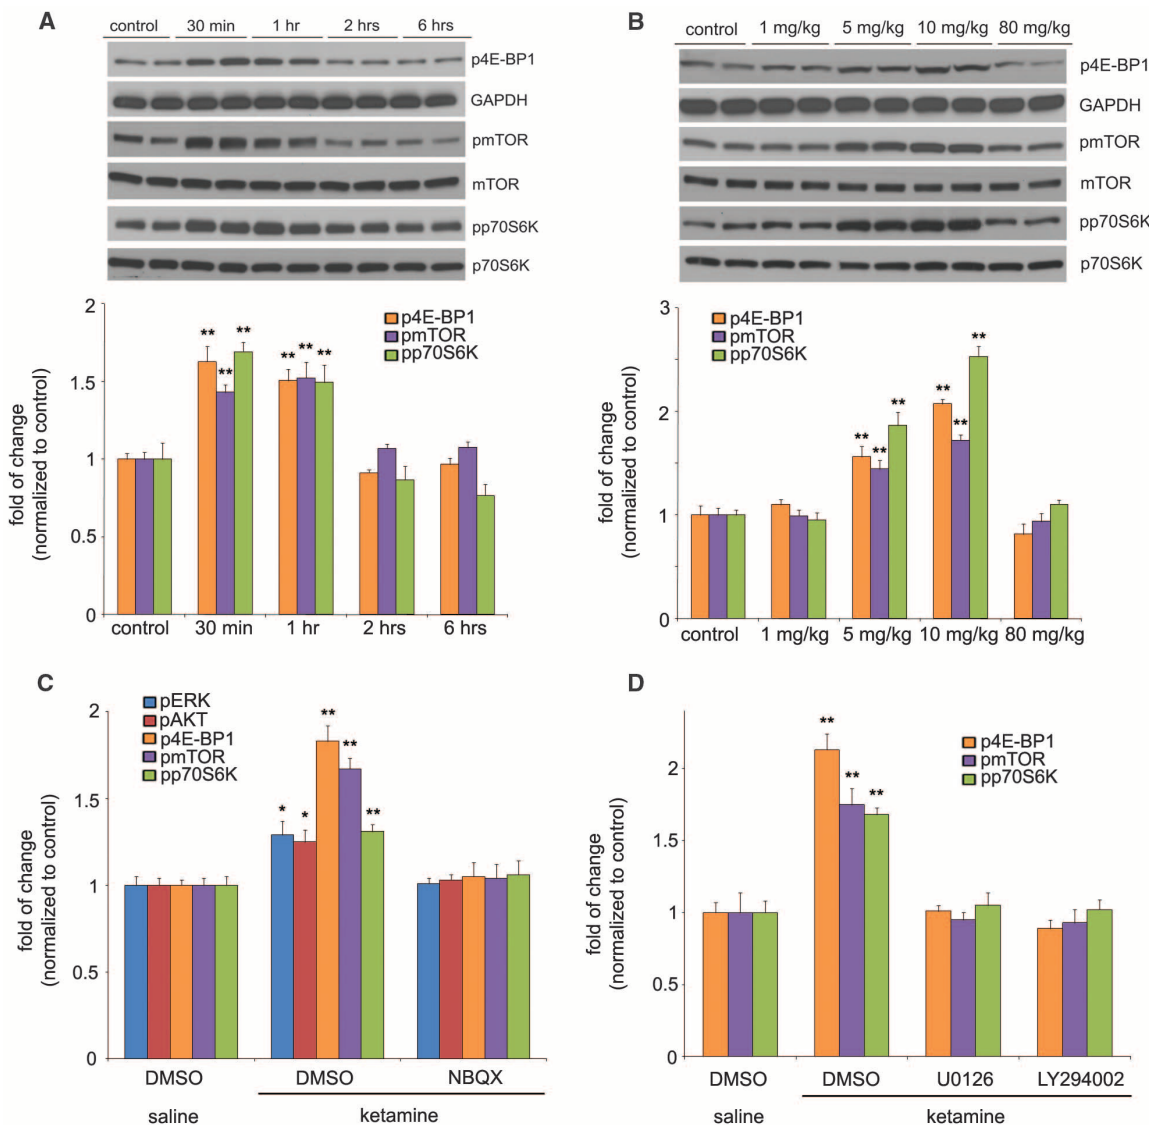 A
control 30 min 1 hr 2 hrs 6 hrs
p4E-BP1
GAPDH
pmTOR
mTOR
pp70S6K
p70S6K
2
1.5
1
0.5
0
fold of change
(normalized to control)
** ** **
** ** **
p4E-BP1
pmTOR
pp70S6K
control 30 min 1 hr 2 hrs 6 hrs
B
control 1 mg/kg 5 mg/kg 10 mg/kg 80 mg/kg
p4E-BP1
GAPDH
pmTOR
mTOR
pp70S6K
p70S6K
3
2
1
0
fold of change
(normalized to control)
p4E-BP1
pmTOR
pp70S6K
** ** **
** ** **
control 1 mg/kg 5 mg/kg 10 mg/kg 80 mg/kg
C
pERK
pAKT
p4E-BP1
pmTOR
pp70S6K
2
1.5
1
0.5
0
fold of change
(normalized to control)
* * ** ** **
DMSO DMSO NBQX
saline ketamine
D
2
1.5
1
0.5
0
fold of change
(normalized to control)
** ** **
p4E-BP1
pmTOR
pp70S6K
DMSO DMSO U0126 LY294002
saline ketamine